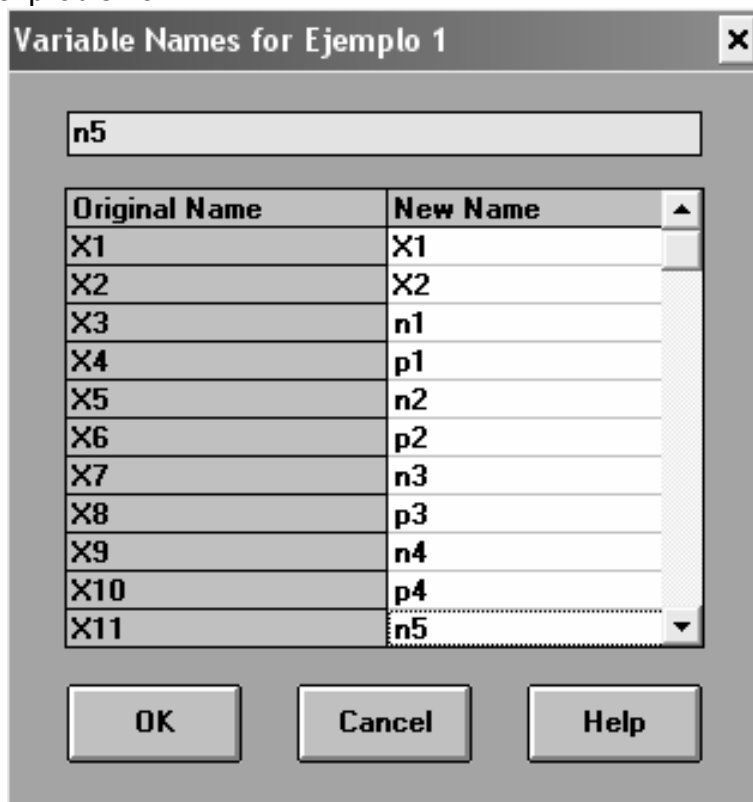 Variable Names for Ejemplo 1
n5
Original Name New Name
X1 X1
X2 X2
X3 n1
X4 p1
X5 n2
X6 p2
X7 n3
X8 p3
X9 n4
X10 p4
X11 n5
OK Cancel Help